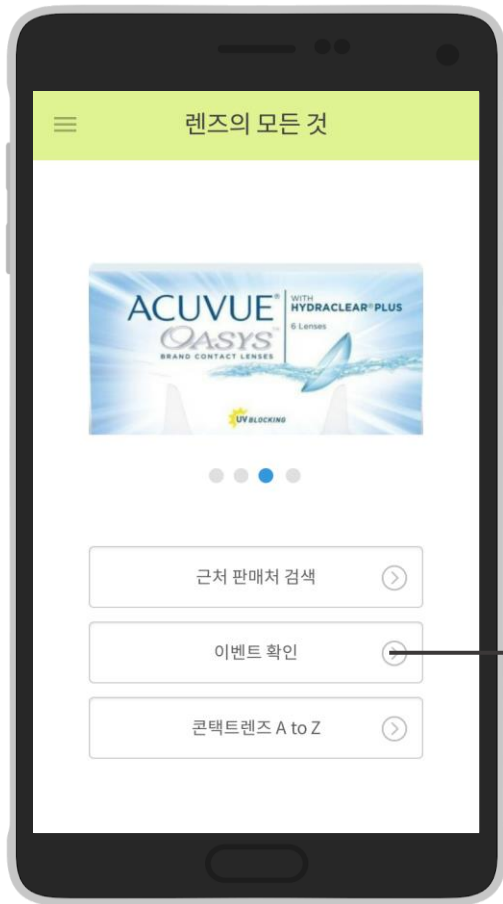 렌즈의 모든 것
ACUVUE®
OASYS™
BRAND CONTACT LENSES
WITH
HYDRACLEAR® PLUS
6 Lenses
UV BLOCKING
근처 판매처 검색
이벤트 확인
콘택트렌즈 A to Z